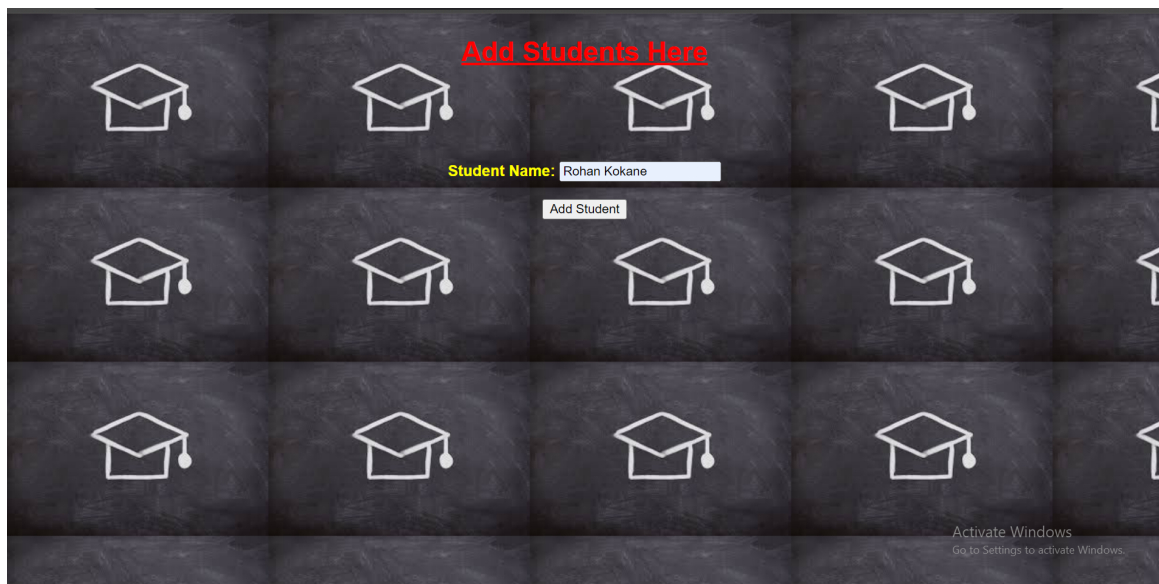 Add Students Here
Student Name: Rohan Kokane
Add Student
Activate Windows
Go to Settings to activate Windows.